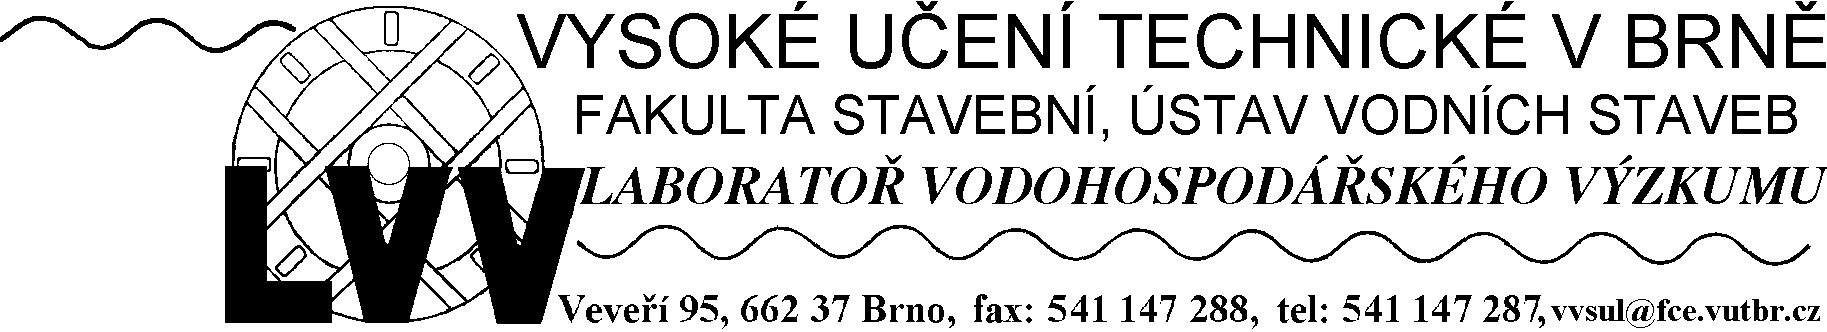 VYSOKÉ UČENÍ TECHNICKÉ V BRNĚ
FAKULTA STAVEBNÍ, ÚSTAV VODNÍCH STAVEB
LABORATOŘ VODOHOSPODÁŘSKÉHO VÝZKUMU
LVV
Veveří 95, 662 37 Brno, fax: 541 147 288, tel: 541 147 287, vvsul@fce.vutbr.cz